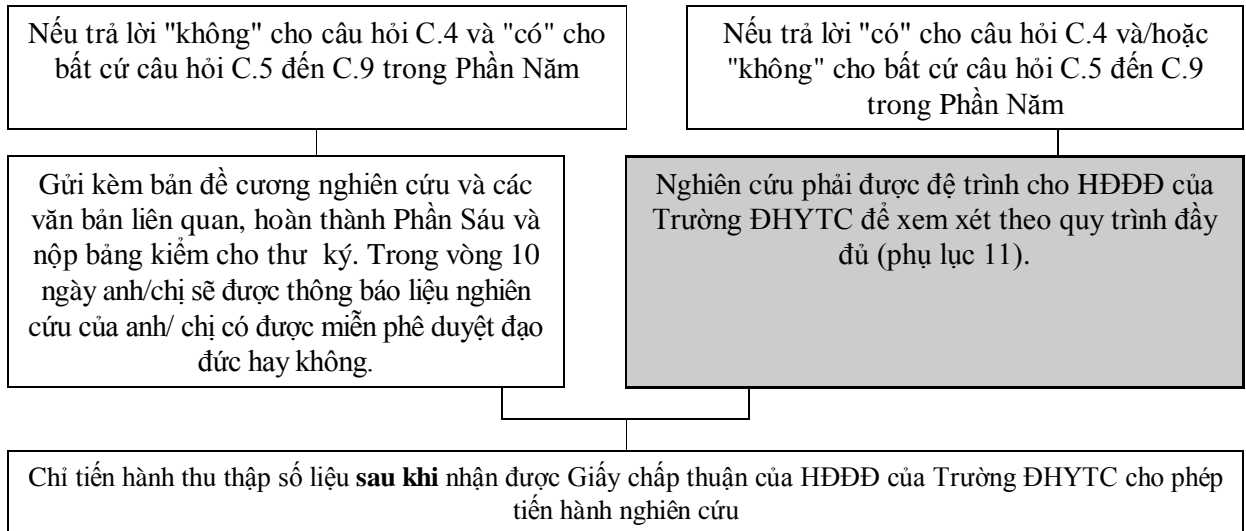 Nếu trả lời "không" cho câu hỏi C.4 và "có" cho
bất cứ câu hỏi C.5 đến C.9 trong Phần Năm
Nếu trả lời "có" cho câu hỏi C.4 và/hoặc
"không" cho bất cứ câu hỏi C.5 đến C.9
trong Phần Năm
Gửi kèm bản đề cương nghiên cứu và các
văn bản liên quan, hoàn thành Phần Sáu và
nộp bảng kiểm cho thư ký. Trong vòng 10
ngày anh/chị sẽ được thông báo liệu nghiên
cứu của anh/ chị có được miễn phê duyệt đạo
đức hay không.
Nghiên cứu phải được đệ trình cho HĐĐĐ của
Trường ĐHYTC để xem xét theo quy trình đầy
đủ (phụ lục 11).
Chỉ tiến hành thu thập số liệu sau khi nhận được Giấy chấp thuận của HĐĐĐ của Trường ĐHYTC cho phép
tiến hành nghiên cứu